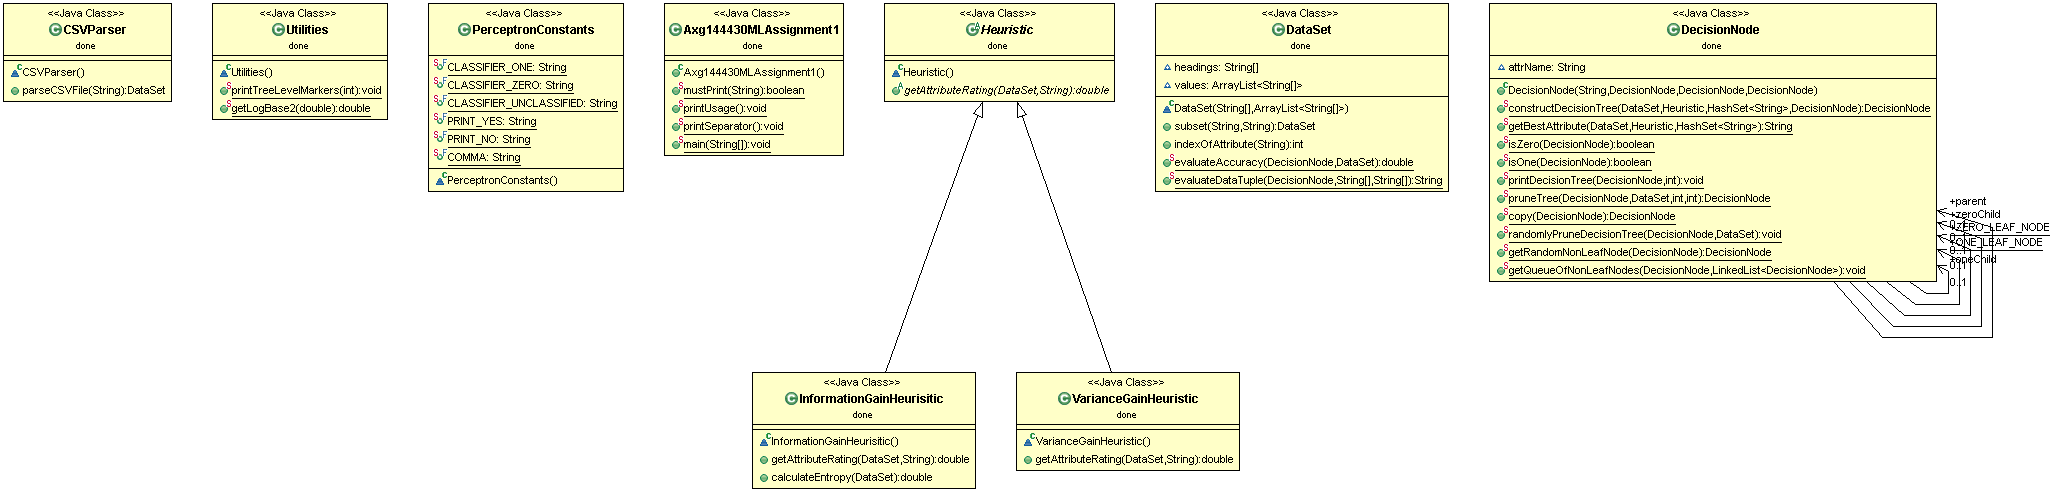 <<Java Class>>
CSVParser
done
CSVParser()
parseCSVFile(String):DataSet
<<Java Class>>
Utilities
done
Utilities()
printTreeLevelMarkers(int):void
getLogBase2(double):double
<<Java Class>>
PerceptronConstants
done
CLASSIFIER_ONE: String
CLASSIFIER_ZERO: String
CLASSIFIER_UNCLASSIFIED: String
PRINT_YES: String
PRINT_NO: String
COMMA: String
PerceptronConstants()
<<Java Class>>
Axg144430MLAssignment1
done
Axg144430MLAssignment1()
mustPrint(String):boolean
printUsage():void
printSeparator():void
main(String[]):void
<<Java Class>>
Heuristic
done
Heuristic()
getAttributeRating(DataSet,String):double
<<Java Class>>
DataSet
done
headings: String[]
values: ArrayList<String[]>
DataSet(String[],ArrayList<String[]>)
subset(String,String):DataSet
indexOfAttribute(String):int
evaluateAccuracy(DecisionNode,DataSet):double
evaluateDataTuple(DecisionNode,String[],String[]):String
<<Java Class>>
DecisionNode
done
attrName: String
DecisionNode(String,DecisionNode,DecisionNode,DecisionNode)
constructDecisionTree(DataSet,Heuristic,HashSet<String>,DecisionNode):DecisionNode
getBestAttribute(DataSet,Heuristic,HashSet<String>):String
isZero(DecisionNode):boolean
isOne(DecisionNode):boolean
printDecisionTree(DecisionNode,int):void
pruneTree(DecisionNode,DataSet,int,int):DecisionNode
copy(DecisionNode):DecisionNode
randomlyPruneDecisionTree(DecisionNode,DataSet):void
getRandomNonLeafNode(DecisionNode):DecisionNode
getQueueOfNonLeafNodes(DecisionNode,LinkedList<DecisionNode>):void
+parent
+zeroChild
+ZERO_LEAF_NODE
+ONE_LEAF_NODE
+oneChild
0..1
0..1
<<Java Class>>
InformationGainHeurisitic
done
InformationGainHeurisitic()
getAttributeRating(DataSet,String):double
calculateEntropy(DataSet):double
<<Java Class>>
VarianceGainHeuristic
done
VarianceGainHeuristic()
getAttributeRating(DataSet,String):double